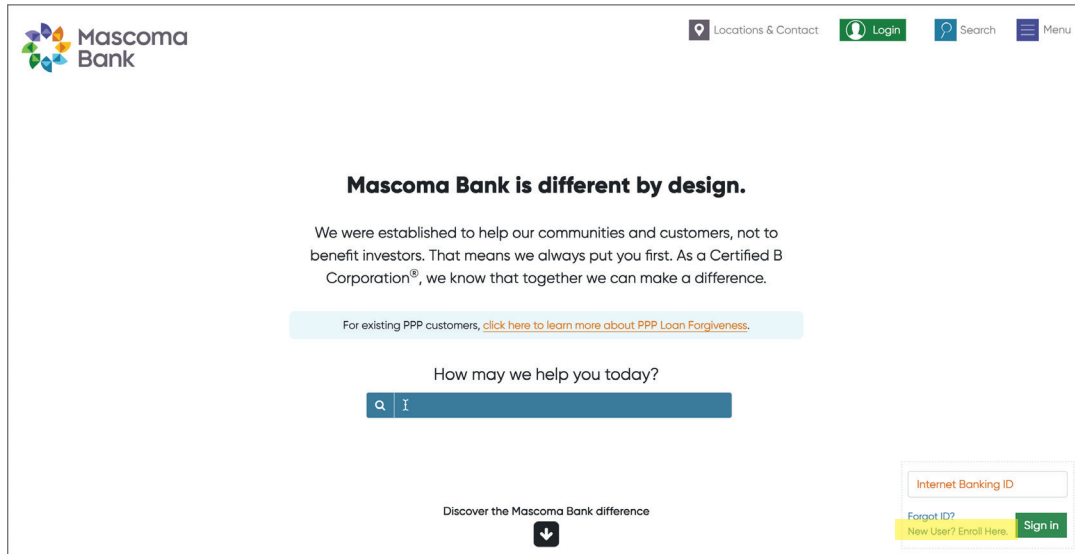 Mascoma
Bank
Locations & Contact
Login
Search
Menu
Mascoma Bank is different by design.
We were established to help our communities and customers, not to
benefit investors. That means we always put you first. As a Certified B
Corporation®, we know that together we can make a difference.
For existing PPP customers, click here to learn more about PPP Loan Forgiveness.
How may we help you today?
Discover the Mascoma Bank difference
Internet Banking ID
Forgot ID?
New User? Enroll Here.
Sign in